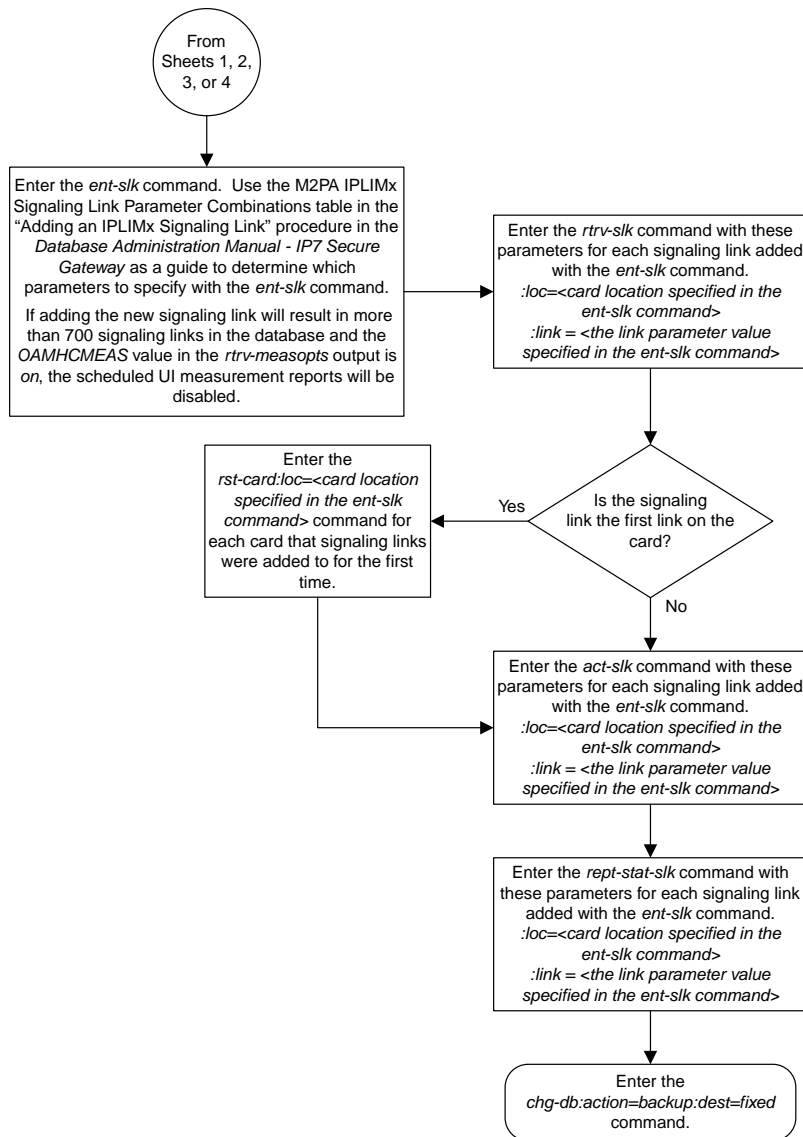 From
Sheets 1, 2,
3, or 4
Enter the ent-slk command. Use the M2PA IPLIMx
Signaling Link Parameter Combinations table in the
“Adding an IPLIMx Signaling Link” procedure in the
Database Administration Manual - IP7 Secure
Gateway as a guide to determine which
parameters to specify with the ent-slk command.
If adding the new signaling link will result in more
than 700 signaling links in the database and the
OAMHCMEAS value in the rtrv-measopts output is
on, the scheduled UI measurement reports will be
disabled.
Enter the rtrv-slk command with these
parameters for each signaling link added
with the ent-slk command.
:loc=<card location specified in the
ent-slk command>
:link = <the link parameter value
specified in the ent-slk command>
Is the signaling
link the first link on the
card?
Yes
No
Enter the
rst-card:loc=<card location
specified in the ent-slk
command> command for
each card that signaling links
were added to for the first
time.
Enter the act-slk command with these
parameters for each signaling link added
with the ent-slk command.
:loc=<card location specified in the
ent-slk command>
:link = <the link parameter value
specified in the ent-slk command>
Enter the rept-stat-slk command with
these parameters for each signaling link
added with the ent-slk command.
:loc=<card location specified in the
ent-slk command>
:link = <the link parameter value
specified in the ent-slk command>
Enter the
chg-db:action=backup:dest=fixed
command.